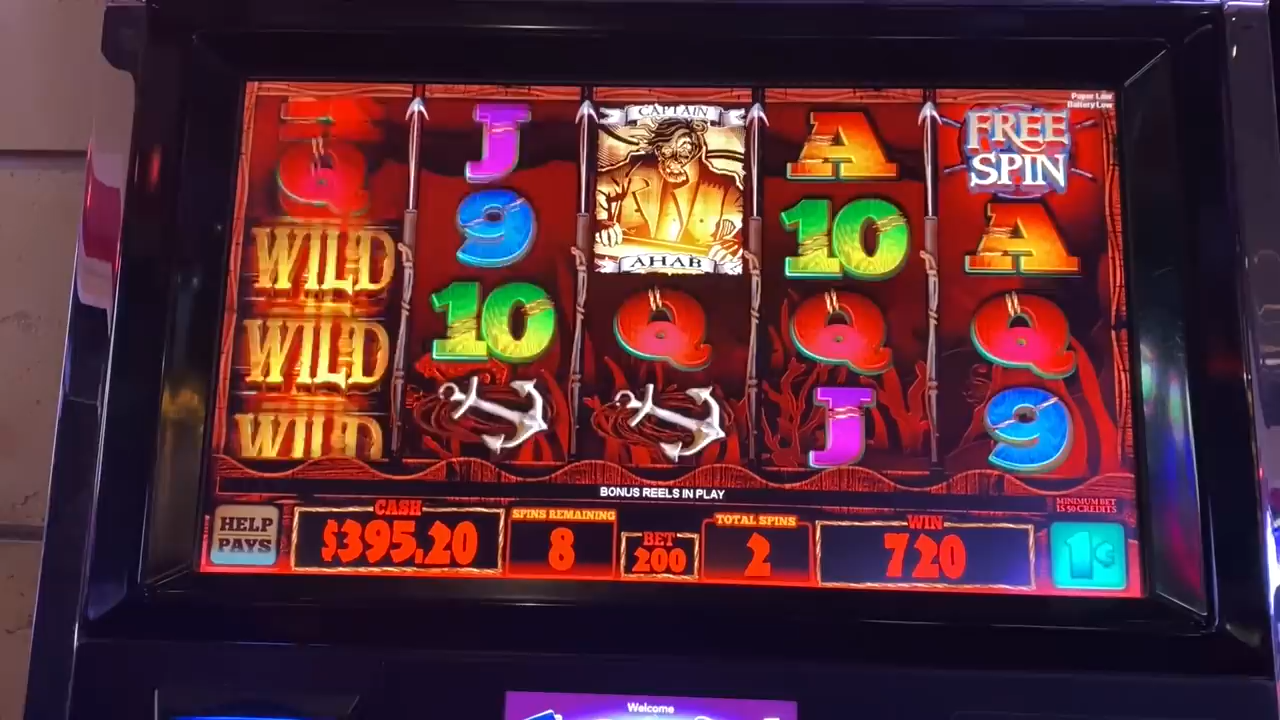 Paper Low
Battery Low
Q
J
CAPTAIN
AHAB
A
FREE
SPIN
WILD
9
10
A
WILD
10
Q
Q
Q
WILD
J
9
BONUS REELS IN PLAY
HELP
PAYS
CASH
$395.20
SPINS REMAINING
8
BET
200
TOTAL SPINS
2
WIN
720
MINIMUM BET
IS 50 CREDITS
1¢
Welcome